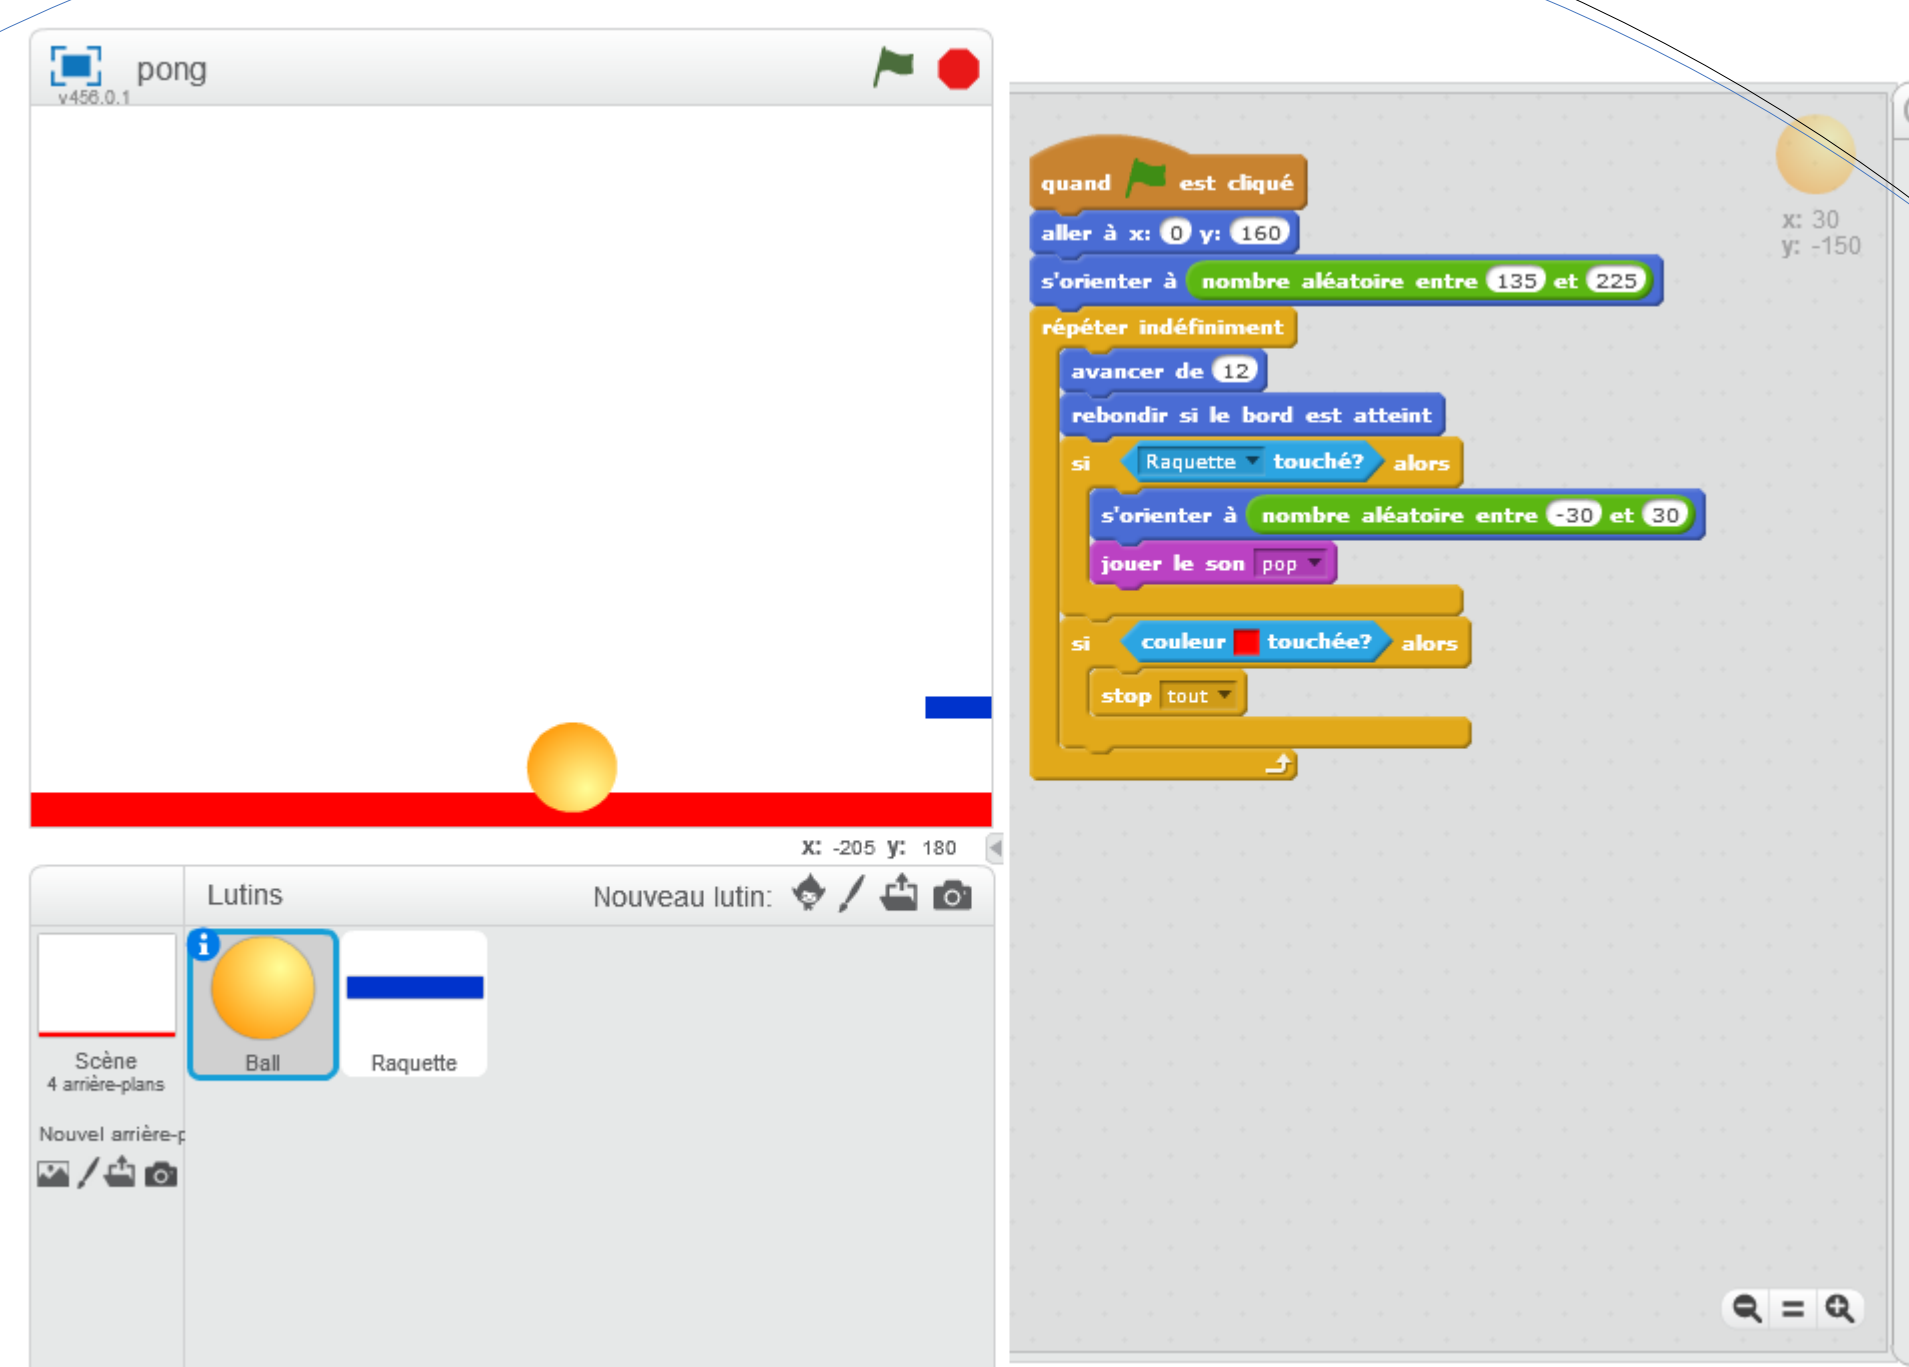 pong
v456.0.1
x: -205 y: 180
Lutins
Nouveau lutin:
Scène
4 arrière-plans
Ball
Raquette
Nouvel arrière-p
quand est cliqué
aller à x: 0 y: 160
s'orienter à nombre aléatoire entre 135 et 225
répéter indéfiniment
avancer de 12
rebondir si le bord est atteint
si Raquette touché? alors
s'orienter à nombre aléatoire entre -30 et 30
jouer le son pop
si couleur touchée? alors
stop tout
x: 30
y: -150